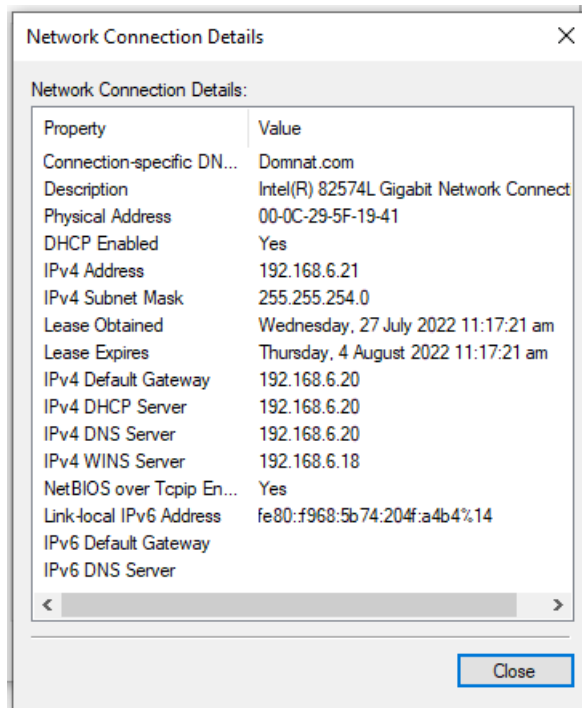 Network Connection Details
Network Connection Details:
Property Value
Connection-specific DN... Domnat.com
Description Intel(R) 82574L Gigabit Network Connect
Physical Address 00-0C-29-5F-19-41
DHCP Enabled Yes
IPv4 Address 192.168.6.21
IPv4 Subnet Mask 255.255.254.0
Lease Obtained Wednesday, 27 July 2022 11:17:21 am
Lease Expires Thursday, 4 August 2022 11:17:21 am
IPv4 Default Gateway 192.168.6.20
IPv4 DHCP Server 192.168.6.20
IPv4 DNS Server 192.168.6.20
IPv4 WINS Server 192.168.6.18
NetBIOS over Tcpip En... Yes
Link-local IPv6 Address fe80::f968:5b74:204f:a4b4%14
IPv6 Default Gateway
IPv6 DNS Server
Close